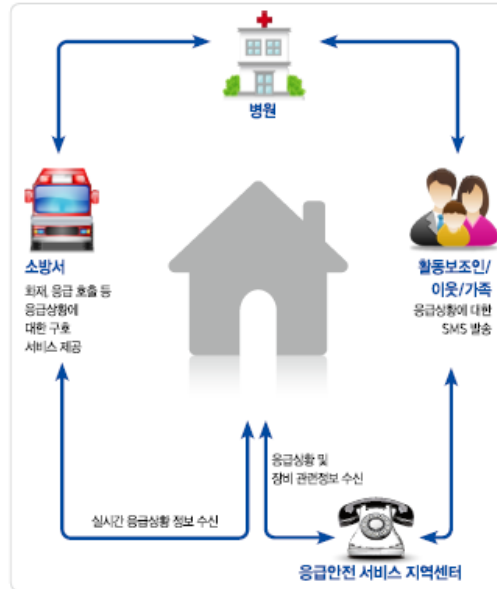 병원
소방서
화재, 응급 호출 등
응급상황에
대한 구호
서비스 제공
활동보조인/
이웃/가족
응급상황에 대한
SMS 발송
응급상황 및
장비 관련정보 수신
실시간 응급상황 정보 수신
응급안전 서비스 지역센터